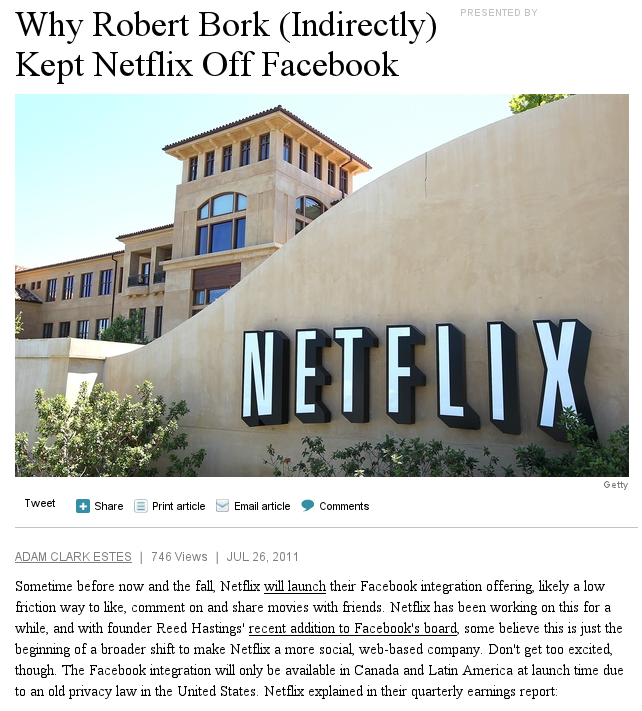 Why Robert Bork (Indirectly)
Kept Netflix Off Facebook
PRESENTED BY
NETFLIX
Getty
Tweet Share Print article Email article Comments
ADAM CLARK ESTES | 746 Views | JUL 26, 2011
Sometime before now and the fall, Netflix will launch their Facebook integration offering, likely a low
friction way to like, comment on and share movies with friends. Netflix has been working on this for a
while, and with founder Reed Hastings' recent addition to Facebook's board, some believe this is just the
beginning of a broader shift to make Netflix a more social, web-based company. Don't get too excited,
though. The Facebook integration will only be available in Canada and Latin America at launch time due
to an old privacy law in the United States. Netflix explained in their quarterly earnings report: